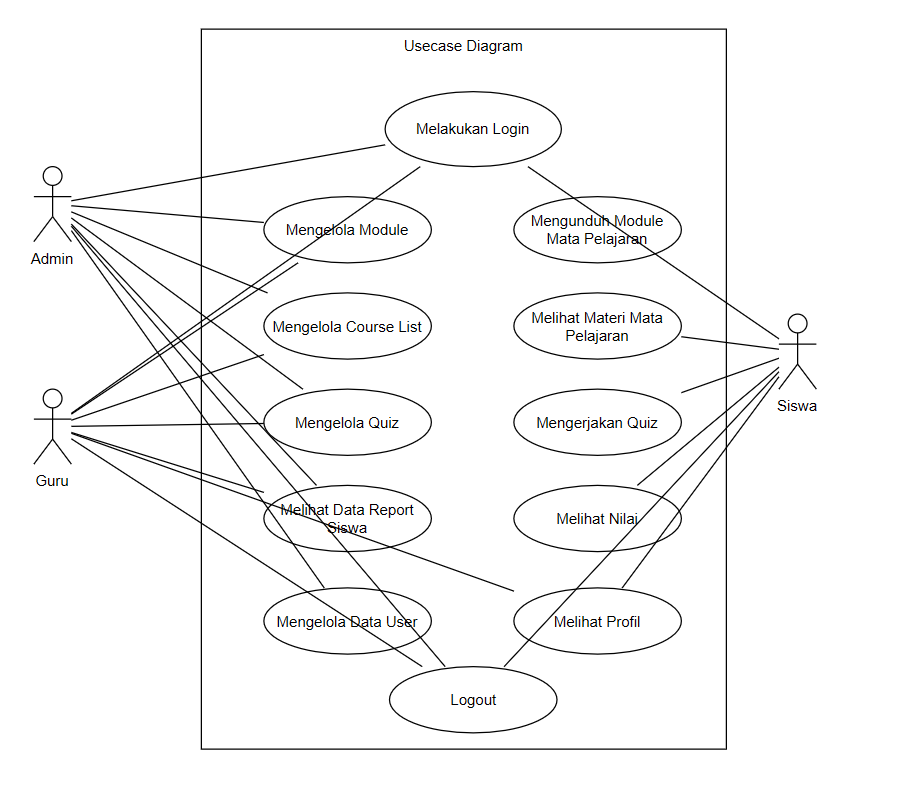 Usecase Diagram
Melakukan Login
Admin
Mengelola Module
Mengunduh Module
Mata Pelajaran
Mengelola Course List
Melihat Materi Mata
Pelajaran
Siswa
Mengelola Quiz
Mengerjakan Quiz
Guru
Melihat Data Report
Siswa
Melihat Nilai
Mengelola Data User
Melihat Profil
Logout